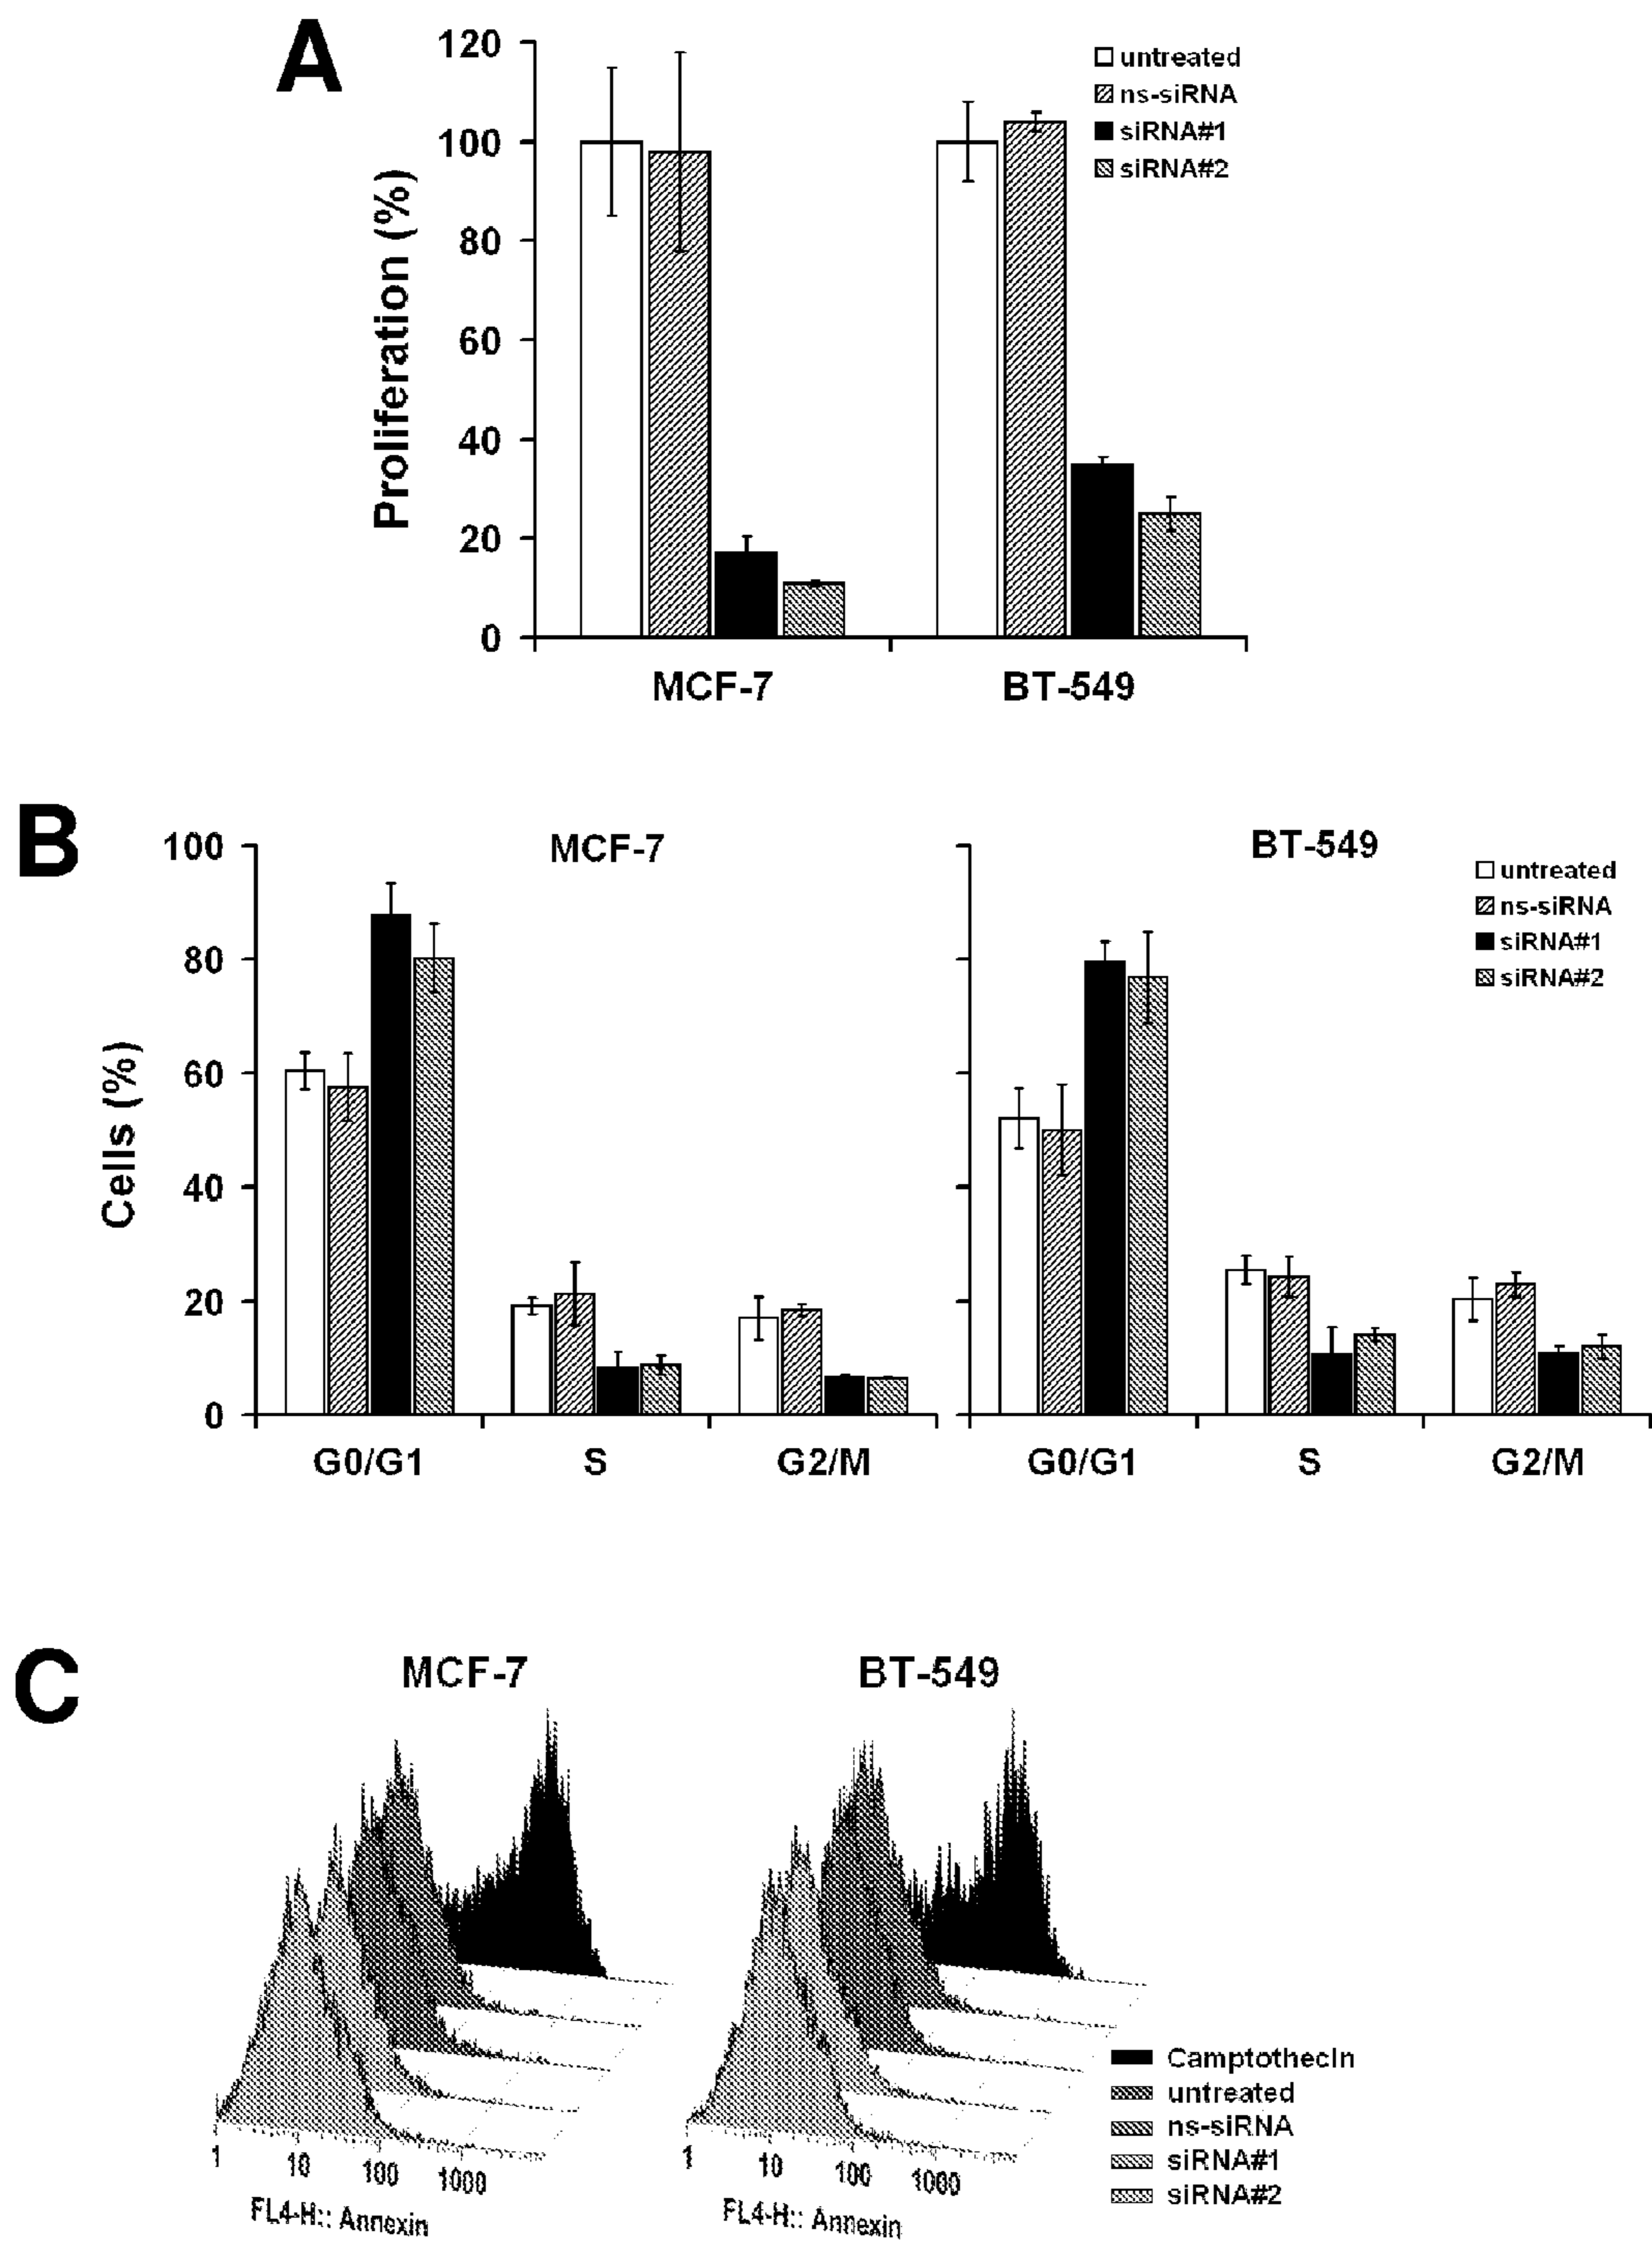 A
120
100
80
60
40
20
0
Proliferation (%)
untreated
ns-siRNA
siRNA#1
siRNA#2
MCF-7
BT-549
B
100
80
60
40
20
0
Cells (%)
MCF-7
BT-549
untreated
ns-siRNA
siRNA#1
siRNA#2
G0/G1 S G2/M
G0/G1 S G2/M
C
MCF-7
BT-549
1 10 100 1000
FL4-H:: Annexin
1 10 100 1000
FL4-H:: Annexin
Camptothecin
untreated
ns-siRNA
siRNA#1
siRNA#2